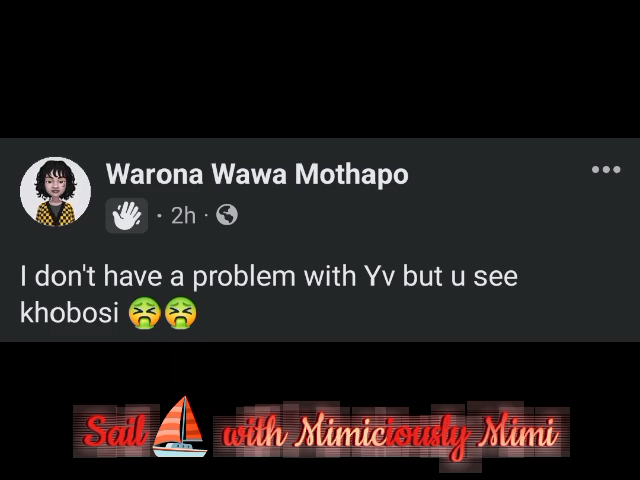 Warona Wawa Mothapo
· 2h ·
I don't have a problem with Yv but u see
khobosi 🤮🤮
Sail ⛵ with Mimiciously Mimi